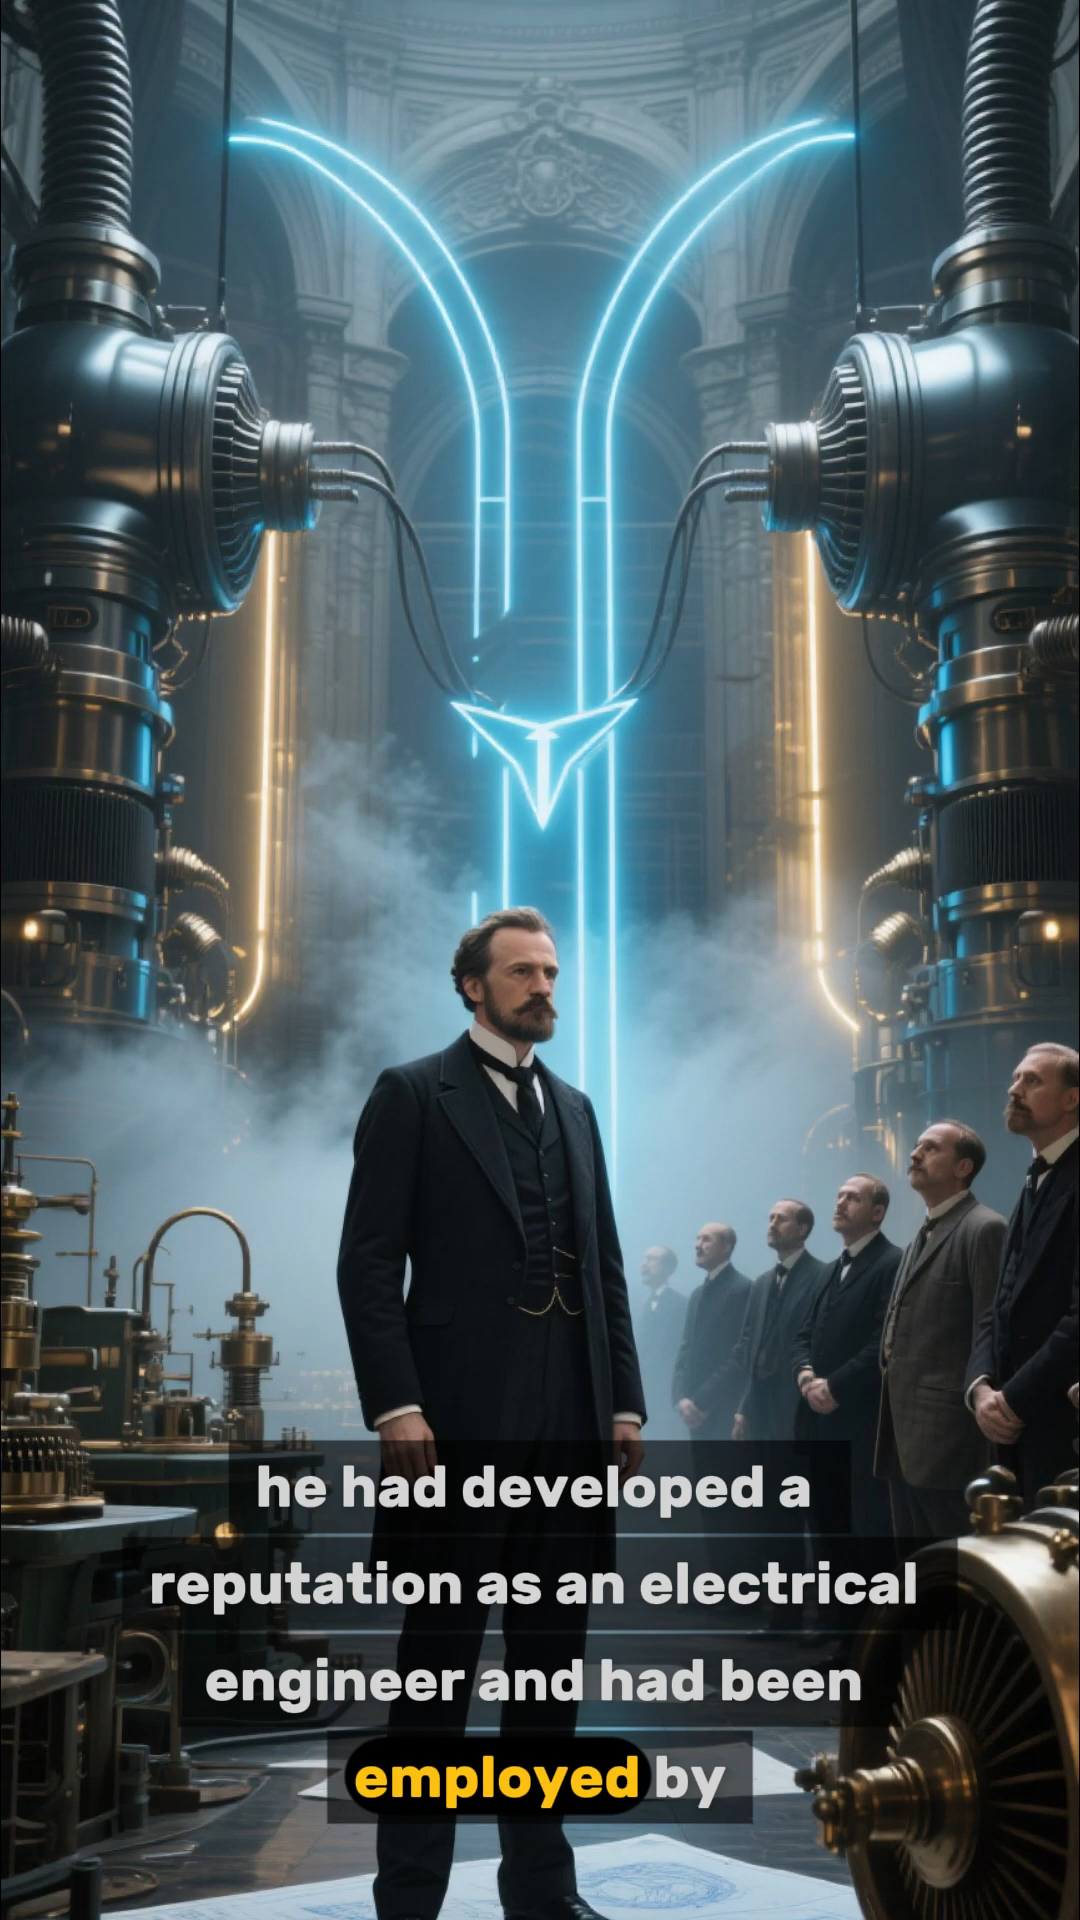 he had developed a
reputation as an electrical
engineer and had been
employed by